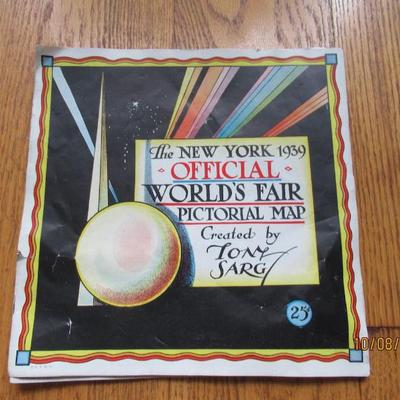 The NEW YORK 1939
OFFICIAL
WORLD'S FAIR
PICTORIAL MAP
Created by
TONY
SARG
25¢
10/08/